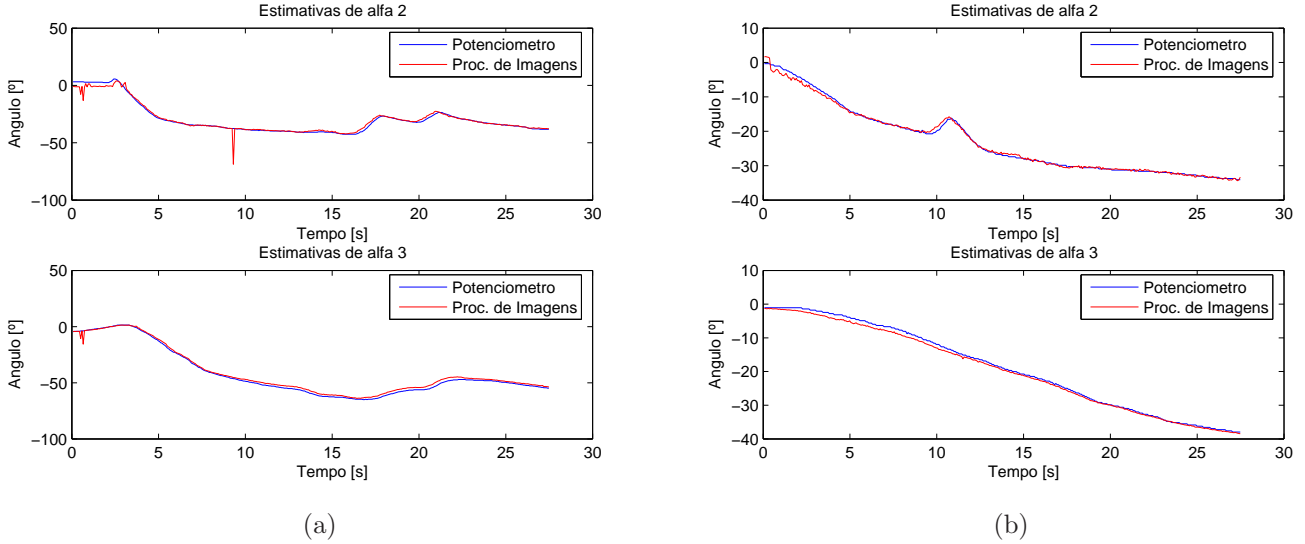 Estimativas de alfa 2
50
0
−50
−100
Angulo [º]
0 5 10 15 20 25 30
Tempo [s]
Potenciometro
Proc. de Imagens
Estimativas de alfa 3
50
0
−50
−100
Angulo [º]
0 5 10 15 20 25 30
Tempo [s]
Potenciometro
Proc. de Imagens
(a)
Estimativas de alfa 2
10
0
−10
−20
−30
−40
Angulo [º]
0 5 10 15 20 25 30
Tempo [s]
Potenciometro
Proc. de Imagens
Estimativas de alfa 3
10
0
−10
−20
−30
−40
Angulo [º]
0 5 10 15 20 25 30
Tempo [s]
Potenciometro
Proc. de Imagens
(b)